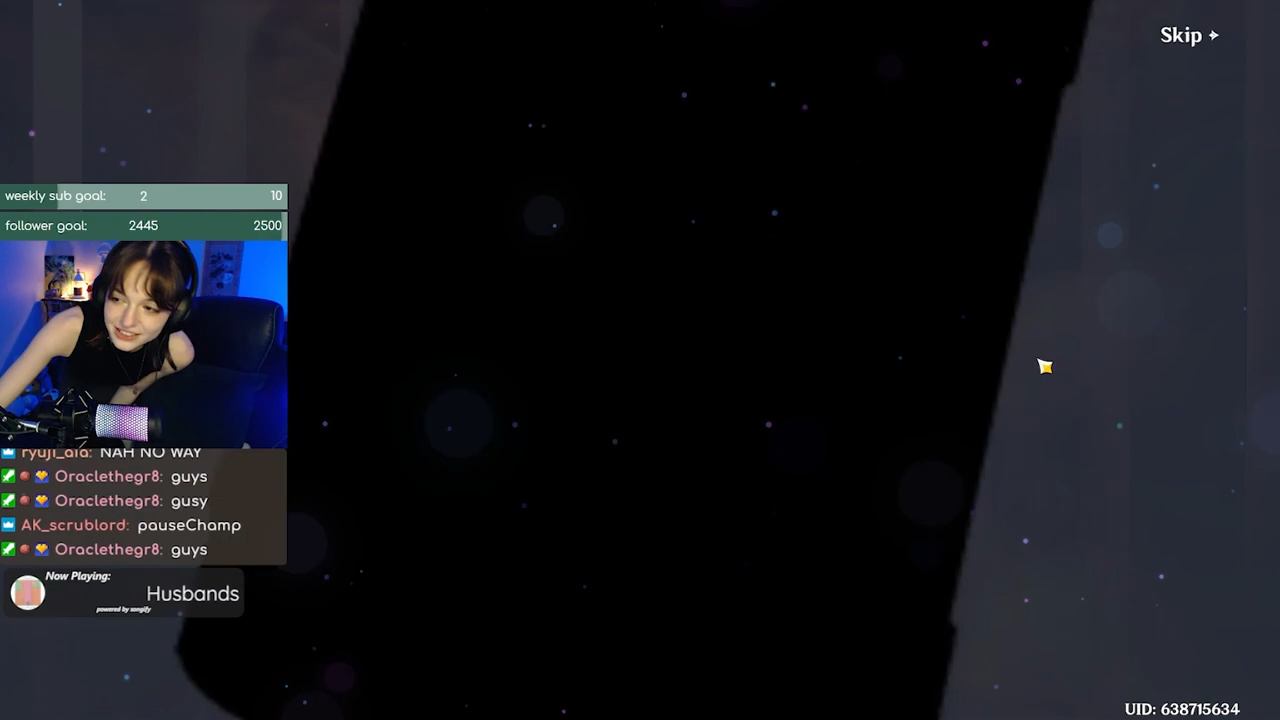 Skip
weekly sub goal: 2 10
follower goal: 2445 2500
ryuji_ala: NAH NO WAY
Oraclethegr8: guys
Oraclethegr8: gusy
AK_scrublord: pauseChamp
Oraclethegr8: guys
Now Playing:
Husbands
powered by songify
UID: 638715634